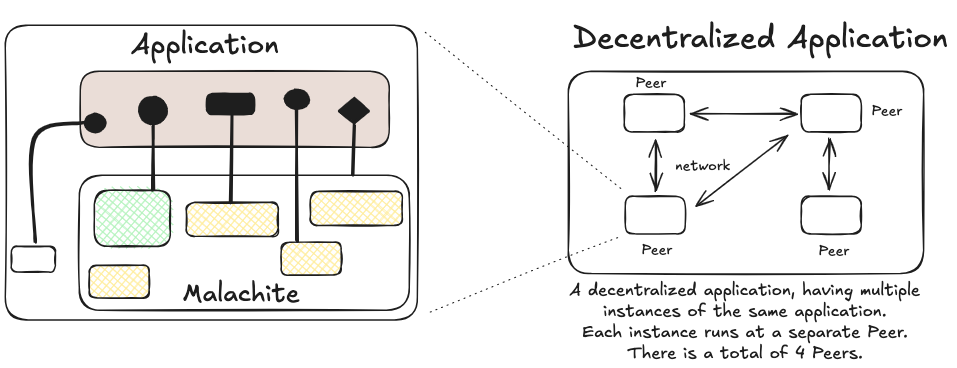 Application
Malachite
Decentralized Application
Peer
Peer
network
Peer
Peer
A decentralized application, having multiple
instances of the same application.
Each instance runs at a separate Peer.
There is a total of 4 Peers.